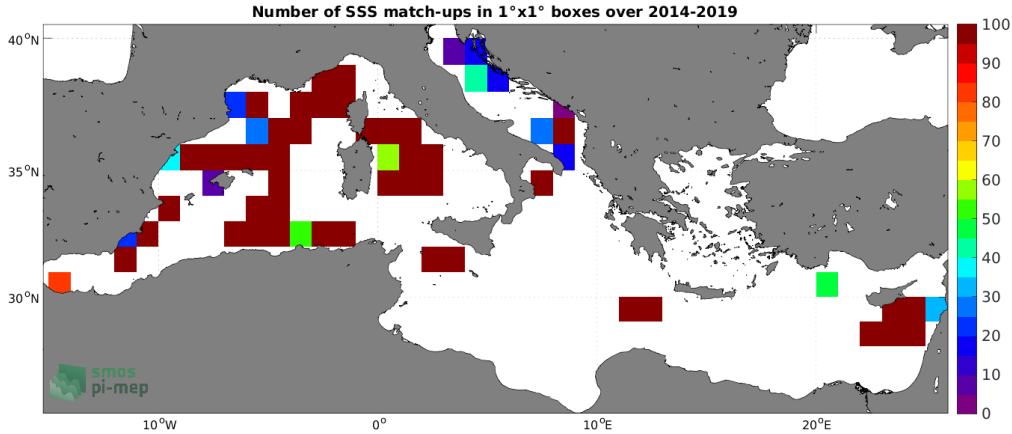 Number of SSS match-ups in 1°x1° boxes over 2014-2019
40°N
35°N
30°N
10°W
0°
10°E
20°E
100
90
80
70
60
50
40
30
20
10
0
smos
pi-mep